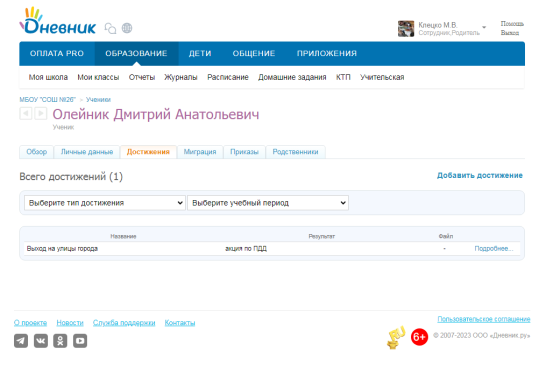 Дневник
Клецко М.В.
Сотрудник, Родитель
Помощь
Выход
ОПЛАТА PRO ОБРАЗОВАНИЕ ДЕТИ ОБЩЕНИЕ ПРИЛОЖЕНИЯ
Моя школа Мои классы Отчеты Журналы Расписание Домашние задания КТП Учительская
МБОУ "СОШ №26" Ученики
Олейник Дмитрий Анатольевич
Ученик
Обзор Личные данные Достижения Миграция Приказы Родственники
Всего достижений (1) Добавить достижение
Выберите тип достижения Выберите учебный период
Название Результат Файл
Выход на улицы города акция по ПДД - Подробнее...
О проекте Новости Служба поддержки Контакты
Пользовательское соглашение
RU 6+ © 2007-2023 ООО «Дневник.ру»